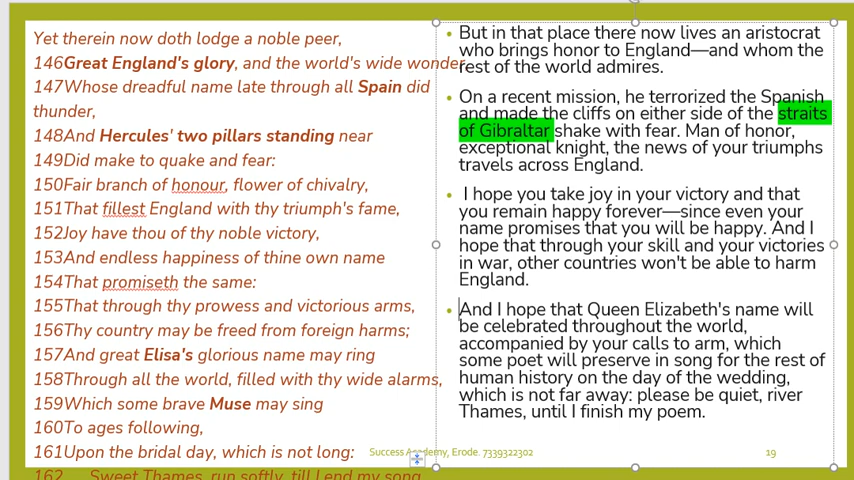 Yet therein now doth lodge a noble peer,
146Great England's glory, and the world's wide wonder,
147Whose dreadful name late through all Spain did
thunder,
148And Hercules' two pillars standing near
149Did make to quake and fear:
150Fair branch of honour, flower of chivalry,
151That fillest England with thy triumph's fame,
152Joy have thou of thy noble victory,
153And endless happiness of thine own name
154That promiseth the same:
155That through thy prowess and victorious arms,
156Thy country may be freed from foreign harms;
157And great Elisa's glorious name may ring
158Through all the world, filled with thy wide alarms,
159Which some brave Muse may sing
160To ages following,
161Upon the bridal day, which is not long:
162 Sweet Thames, run softly, till I end my song
• But in that place there now lives an aristocrat
who brings honor to England—and whom the
rest of the world admires.
• On a recent mission, he terrorized the Spanish
and made the cliffs on either side of the straits
of Gibraltar shake with fear. Man of honor,
exceptional knight, the news of your triumphs
travels across England.
• I hope you take joy in your victory and that
you remain happy forever—since even your
name promises that you will be happy. And I
hope that through your skill and your victories
in war, other countries won't be able to harm
England.
• And I hope that Queen Elizabeth's name will
be celebrated throughout the world,
accompanied by your calls to arm, which
some poet will preserve in song for the rest of
human history on the day of the wedding,
which is not far away: please be quiet, river
Thames, until I finish my poem.
Success Academy, Erode. 7339322302
19